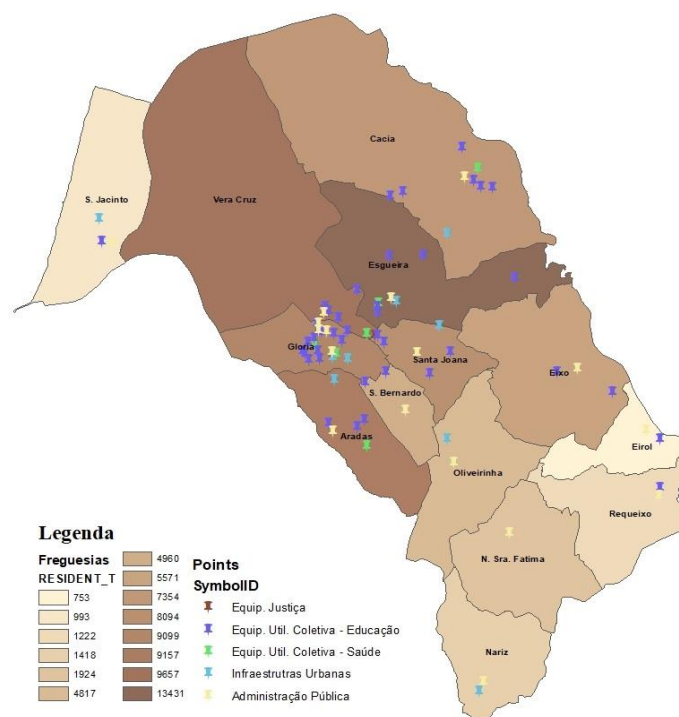 Cacia
S. Jacinto
Vera Cruz
Esgueira
Gloria
Santa Joana
Eixo
S. Bernardo
Aradas
Eirol
Oliveirinha
Requeixo
N. Sra. Fatima
Nariz
Legenda
Freguesias
RESIDENT_T
753
993
1222
1418
1924
4817
4960
5571
7354
8094
9099
9157
9657
13431
Points
SymbolID
Equip. Justiça
Equip. Util. Coletiva - Educação
Equip. Util. Coletiva - Saúde
Infraestrutras Urbanas
Administração Pública